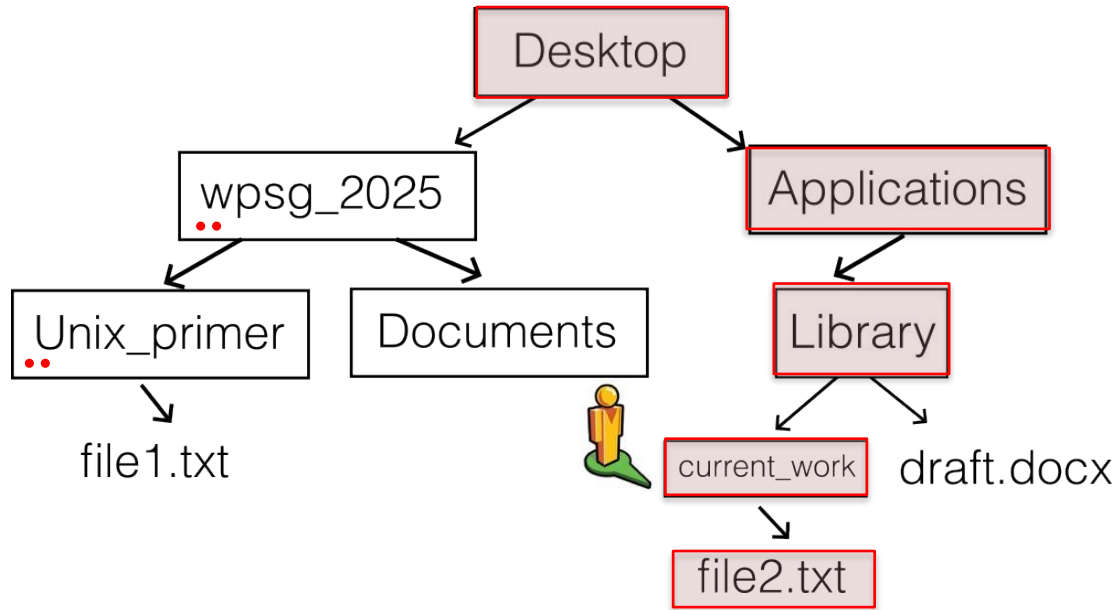 Desktop
wpsg_2025
Applications
Unix_primer
Documents
Library
file1.txt
current_work
draft.docx
file2.txt